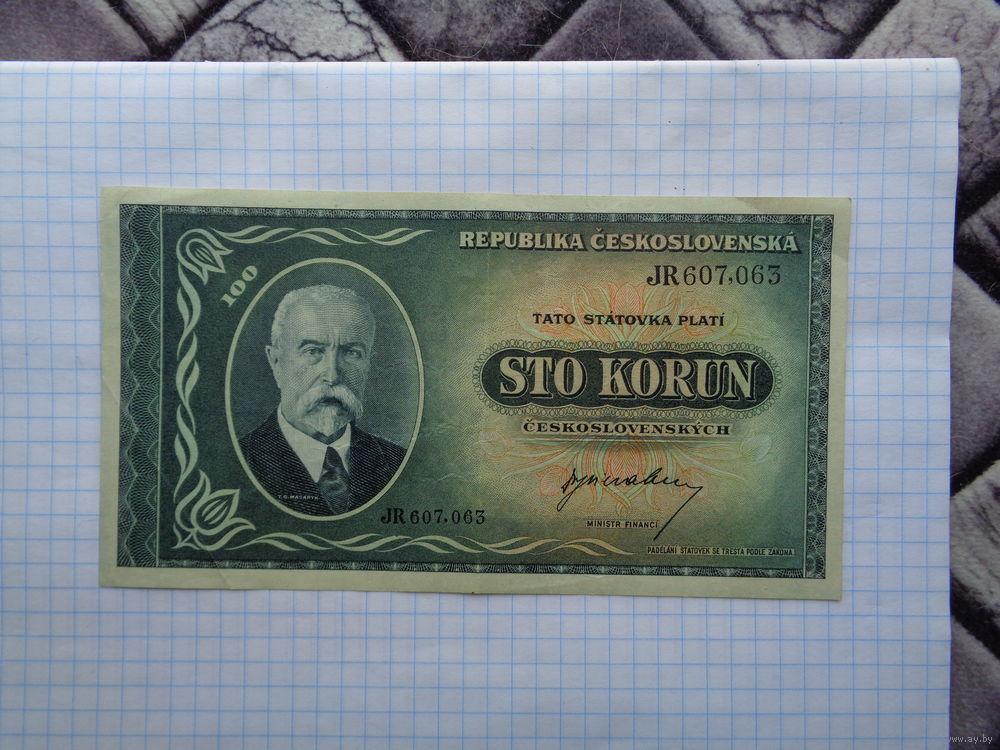 REPUBLIKA ČESKOSLOVENSKÁ
100
JR 607,063
TATO STÁTOVKA PLATÍ
STO KORUN
ČESKOSLOVENSKÝCH
T. G. MASARYK
JR 607,063
MINISTR FINANCÍ
PADĚLÁNÍ STÁTOVEK SE TRESTÁ PODLE ZÁKONA
www.ay.by